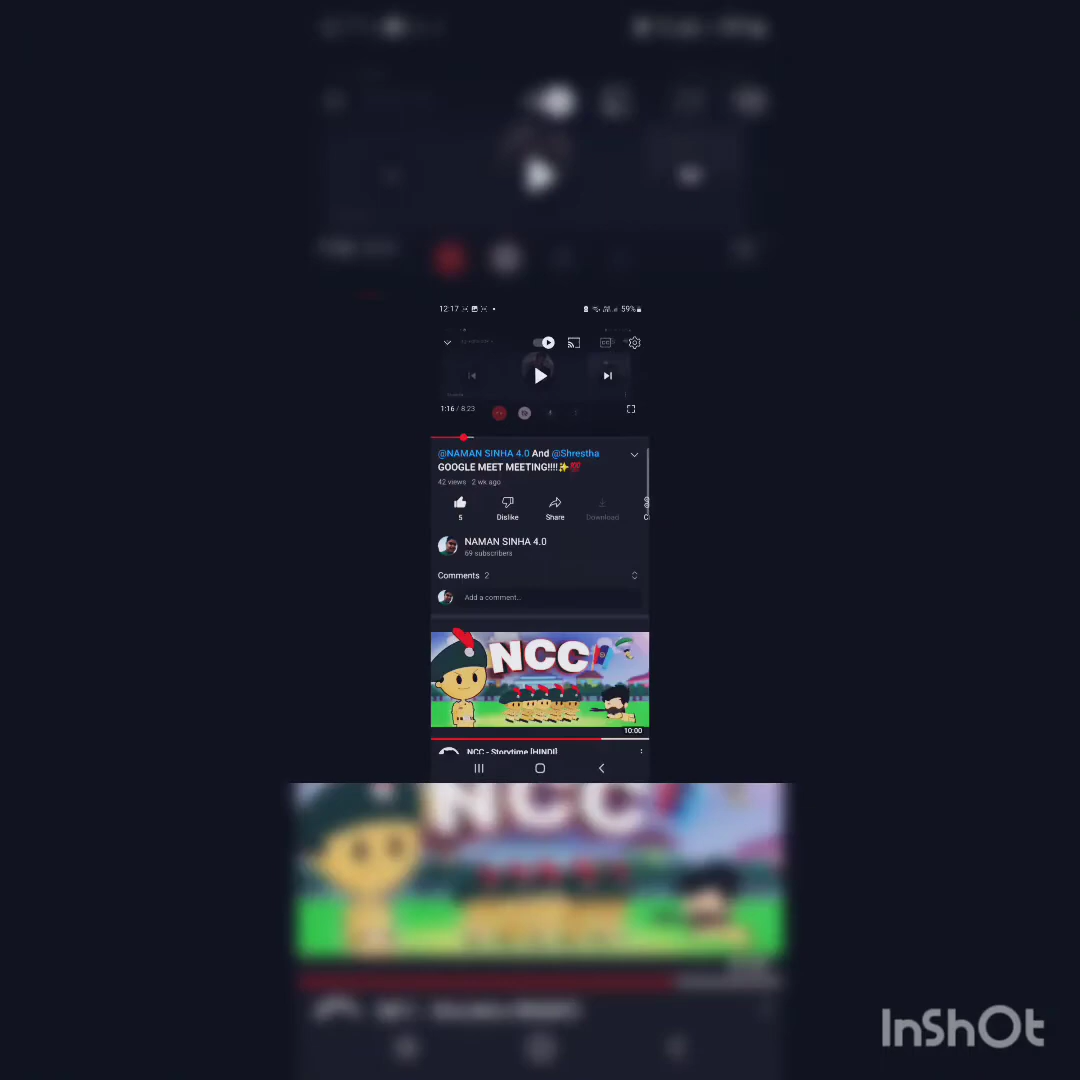 12:17
59%
1:16 / 8:23
@NAMAN SINHA 4.0 And @Shrestha
GOOGLE MEET MEETING!!!!✨💯
42 views 2 wk ago
5 Dislike Share Download
NAMAN SINHA 4.0
69 subscribers
Comments 2
Add a comment...
NCC
10:00
NCC - Storytime [HINDI]
NCC
InShOt